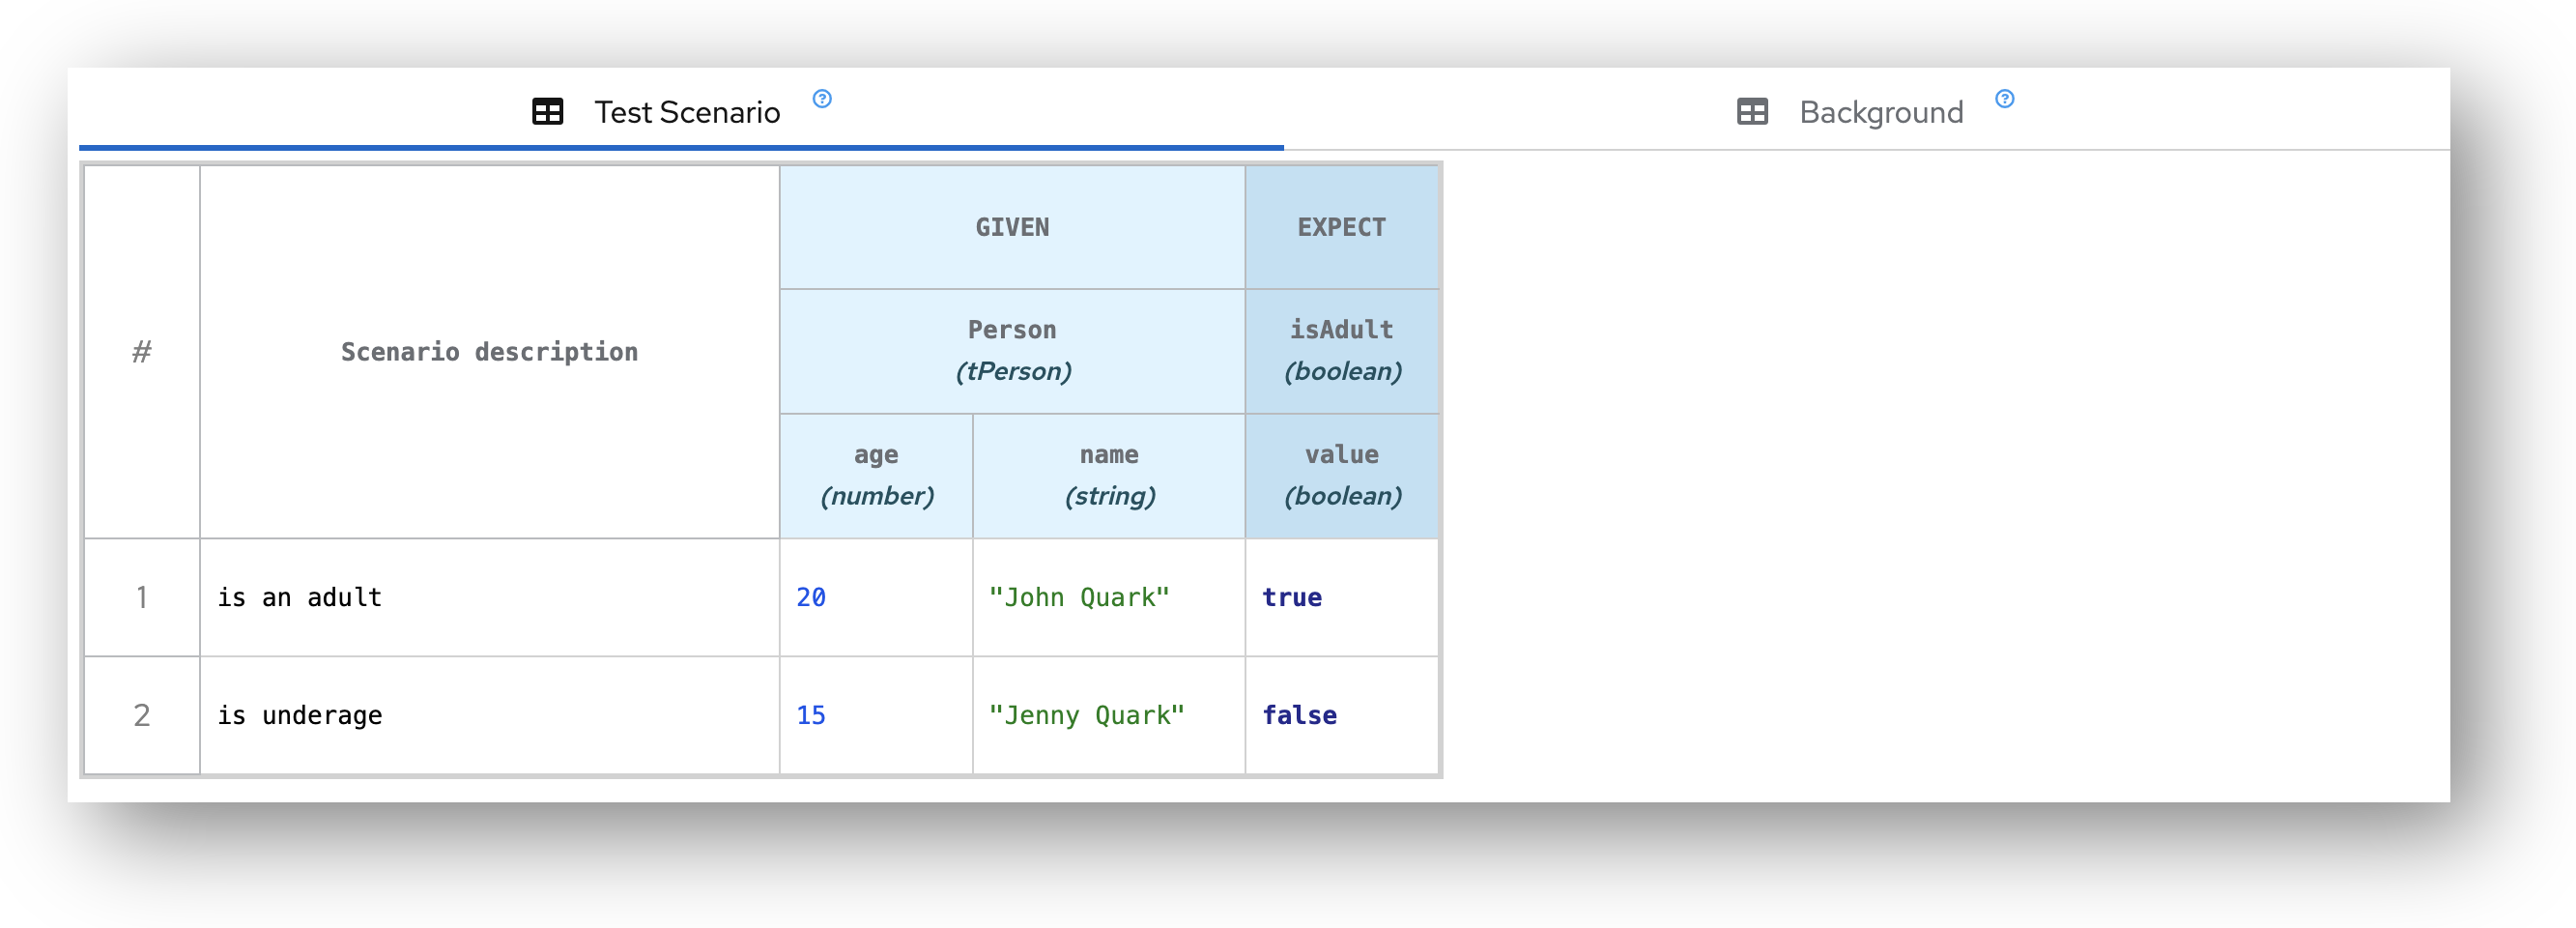 Test Scenario ?
Background ?
# Scenario description GIVEN EXPECT
Person isAdult
(tPerson) (boolean)
age name value
(number) (string) (boolean)
1 is an adult 20 "John Quark" true
2 is underage 15 "Jenny Quark" false